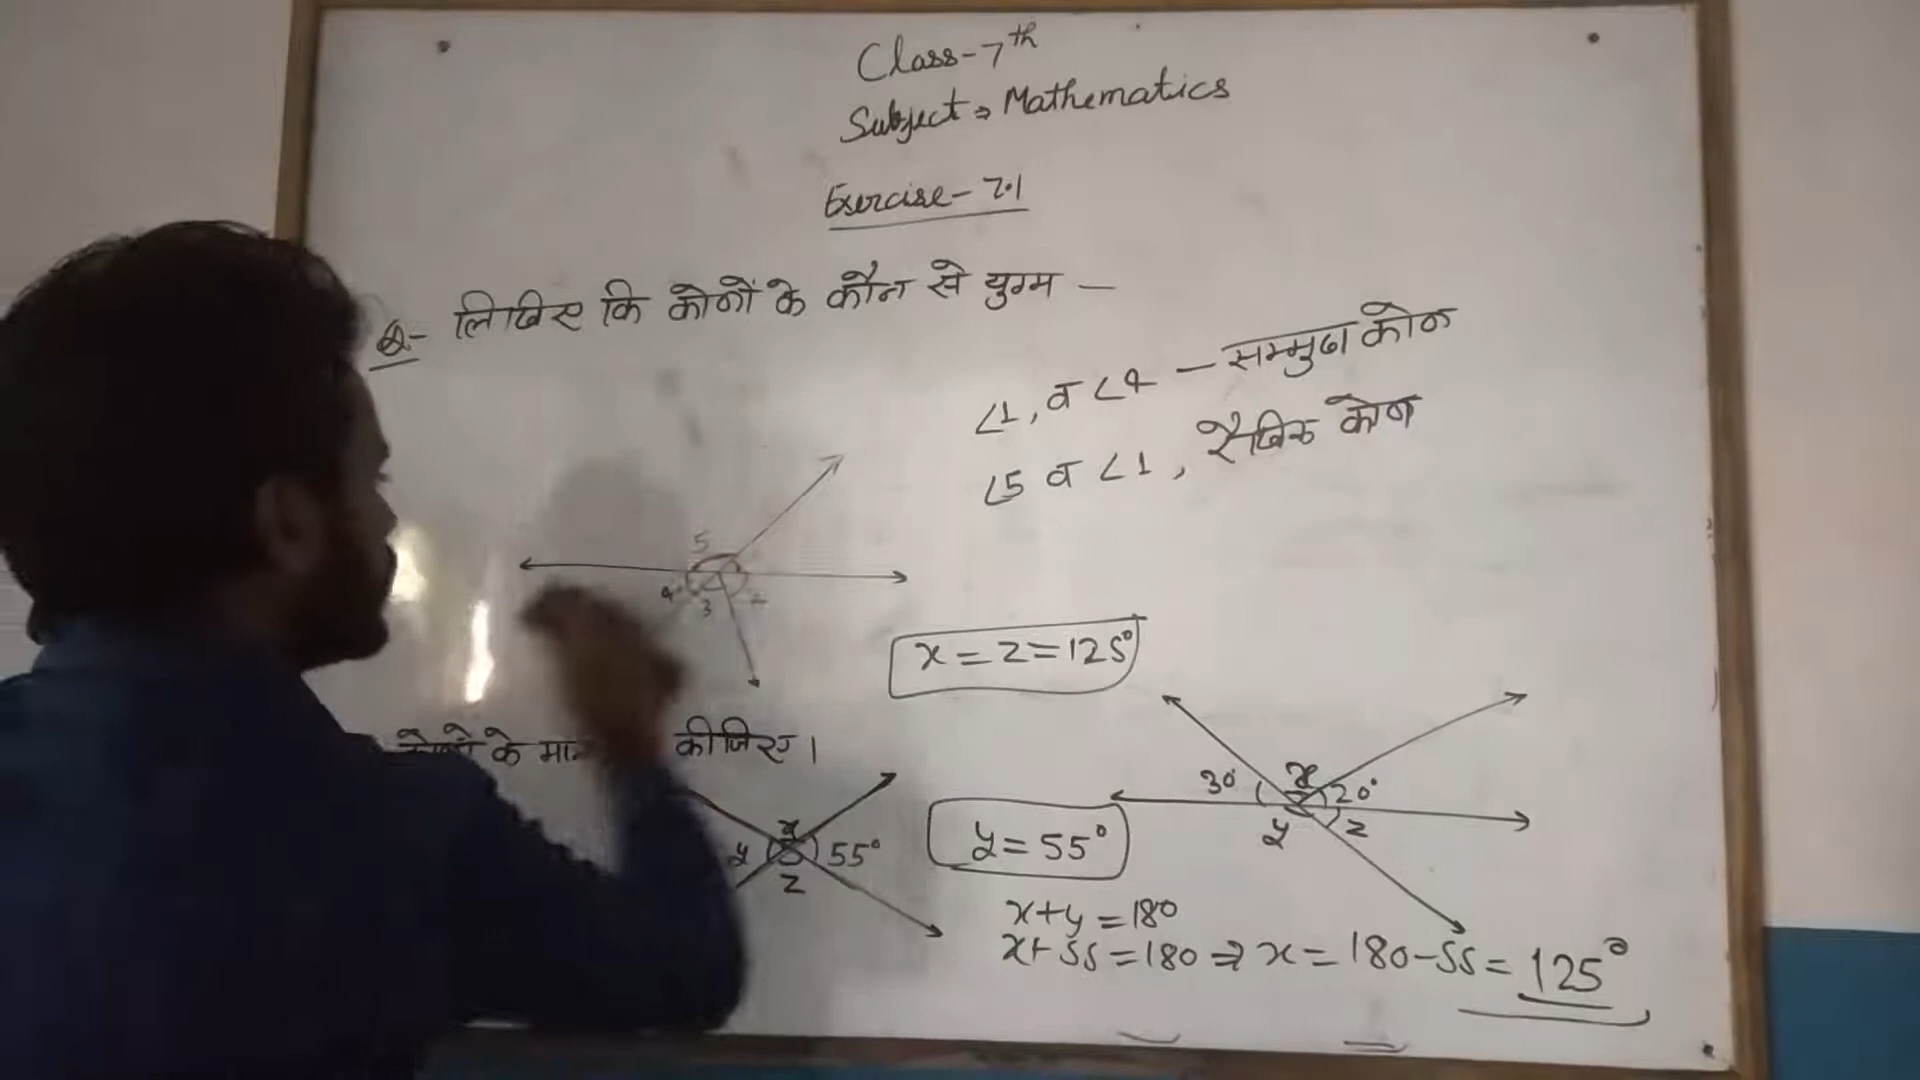 Class-7th
Subject → Mathematics
Exercise-7.1
Q- लिखिए कि कोनों के कौन से युग्म —
∠1, व ∠4 — सम्मुख कोन
∠5 व ∠1, रैखिक कोण
5
4
3
2
x = z = 125°
के मा
कीजिए।
x
y
55°
z
y = 55°
30°
x
20°
y
z
x+y = 180
x+55 = 180 ⇒ x = 180-55 = 125°